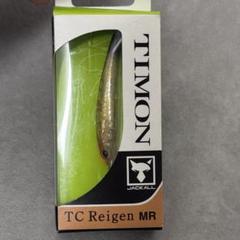 TIMON
JACKALL
TC Reigen MR